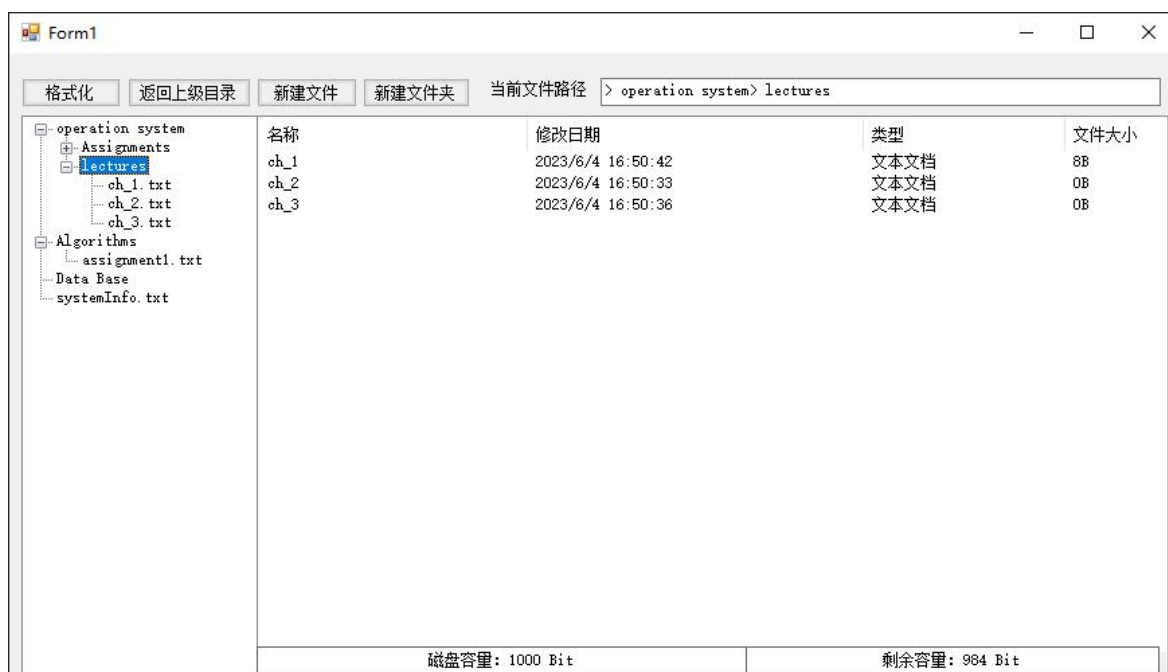 Form1
格式化 返回上级目录 新建文件 新建文件夹 当前文件路径 > operation system> lectures
operation system
Assignments
lectures
ch_1.txt
ch_2.txt
ch_3.txt
Algorithms
assignment1.txt
Data Base
systemInfo.txt
名称 修改日期 类型 文件大小
ch_1 2023/6/4 16:50:42 文本文档 8B
ch_2 2023/6/4 16:50:33 文本文档 0B
ch_3 2023/6/4 16:50:36 文本文档 0B
磁盘容量: 1000 Bit 剩余容量: 984 Bit